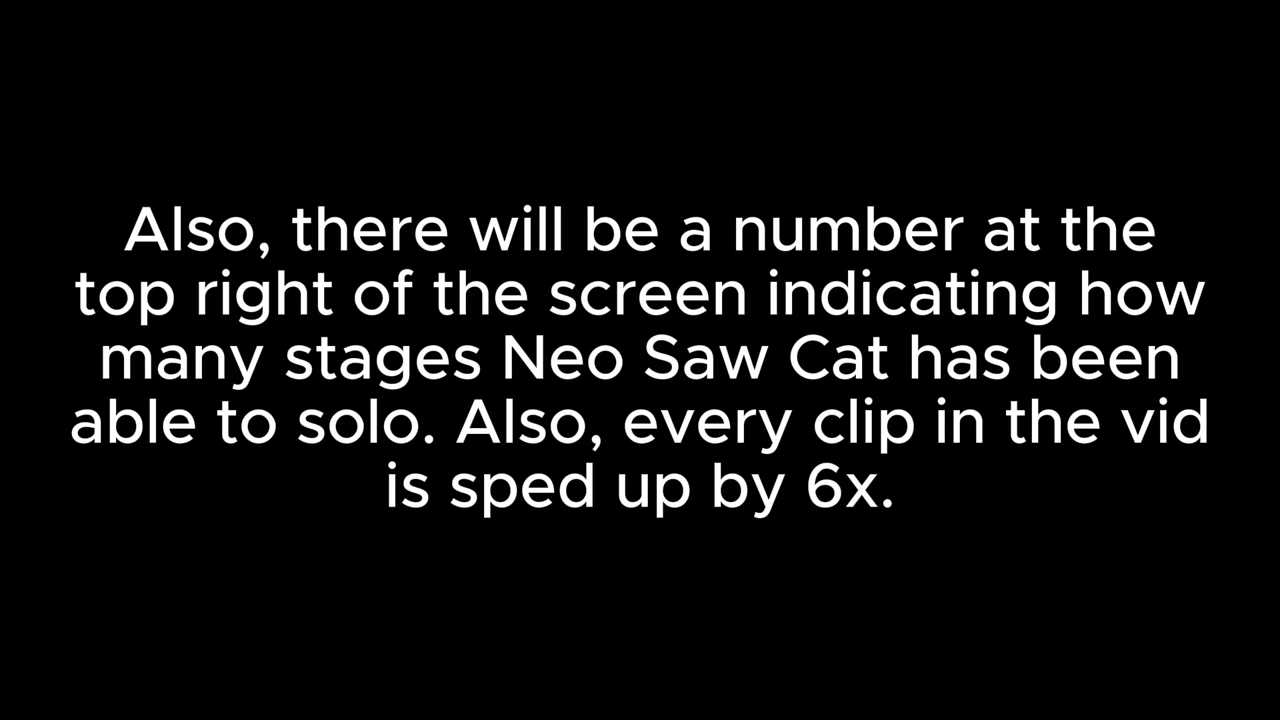 Also, there will be a number at the
top right of the screen indicating how
many stages Neo Saw Cat has been
able to solo. Also, every clip in the vid
is sped up by 6x.